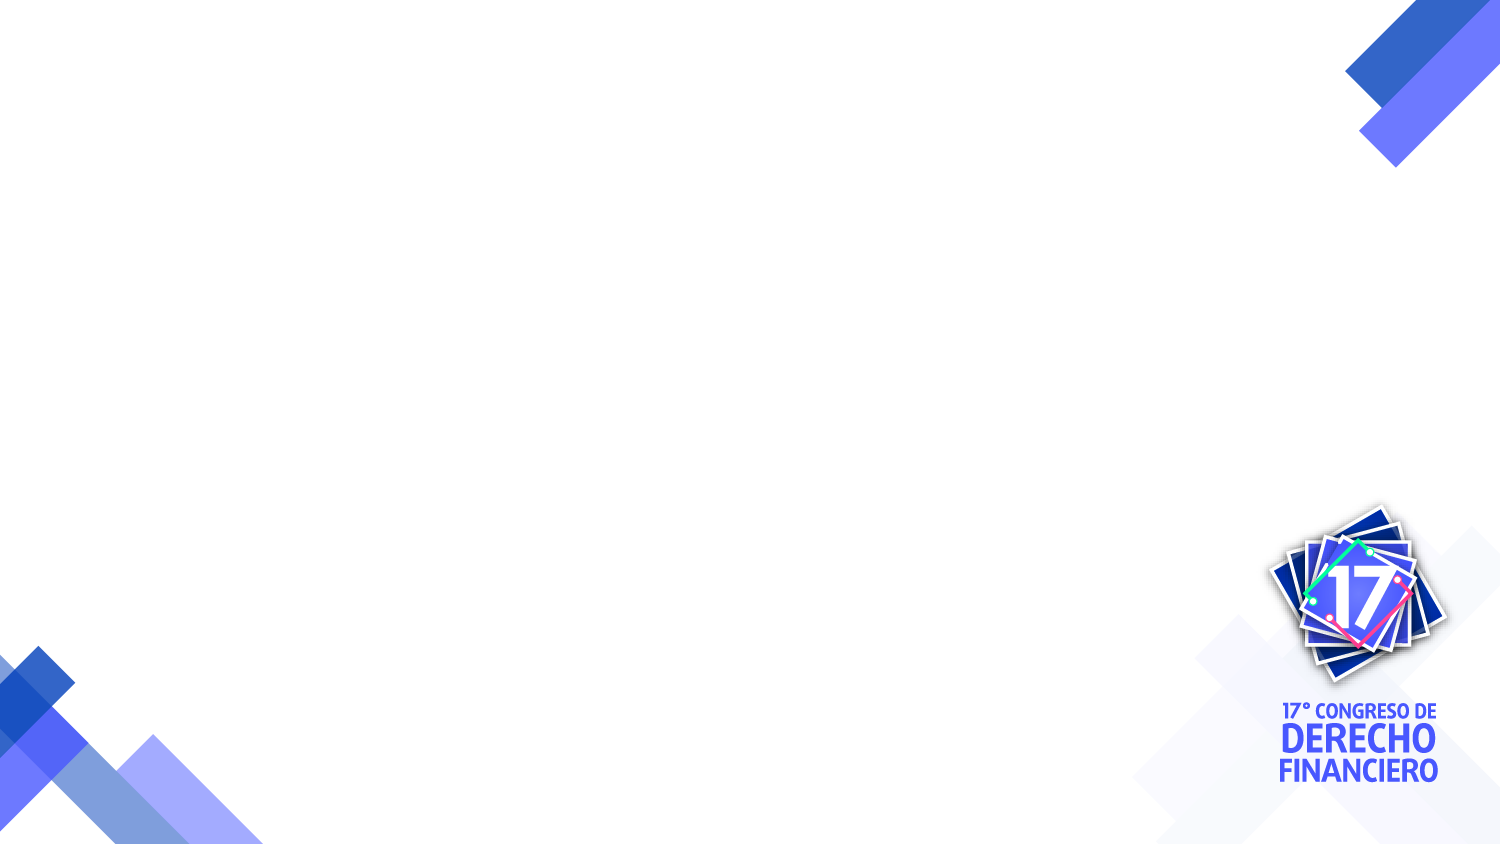 17
17° CONGRESO DE
DERECHO
FINANCIERO